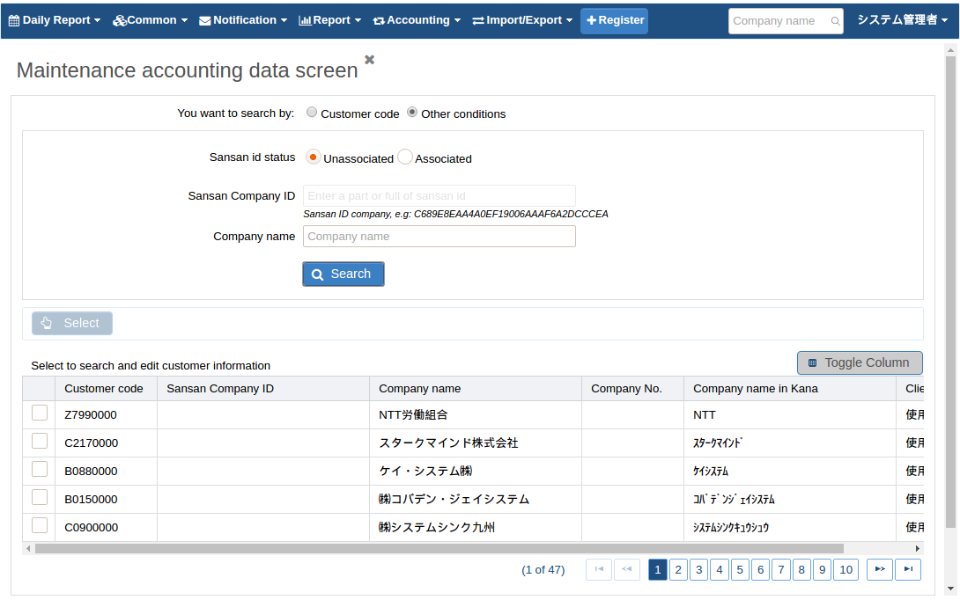 Daily Report Common Notification Report Accounting Import/Export Register Company name システム管理者
Maintenance accounting data screen
You want to search by: Customer code Other conditions
Sansan id status Unassociated Associated
Sansan Company ID Enter a part or full of sansan id
Sansan ID company, e.g: C689E8EAA4A0EF19006AAAF6A2DCCCEA
Company name Company name
Search
Select
Select to search and edit customer information Toggle Column
Customer code Sansan Company ID Company name Company No. Company name in Kana Clie
Z7990000 NTT労働組合 NTT 使用
C2170000 スタークマインド株式会社 ｽﾀｰｸﾏｲﾝﾄﾞ 使用
B0880000 ケイ・システム㈱ ｹｲｼｽﾃﾑ 使用
B0150000 ㈱コバデン・ジェイシステム ｺﾊﾞﾃﾞﾝｼﾞｪｲｼｽﾃﾑ 使用
C0900000 ㈱システムシンク九州 ｼｽﾃﾑｼﾝｸｷｭｳｼｭｳ 使用
(1 of 47) 1 2 3 4 5 6 7 8 9 10